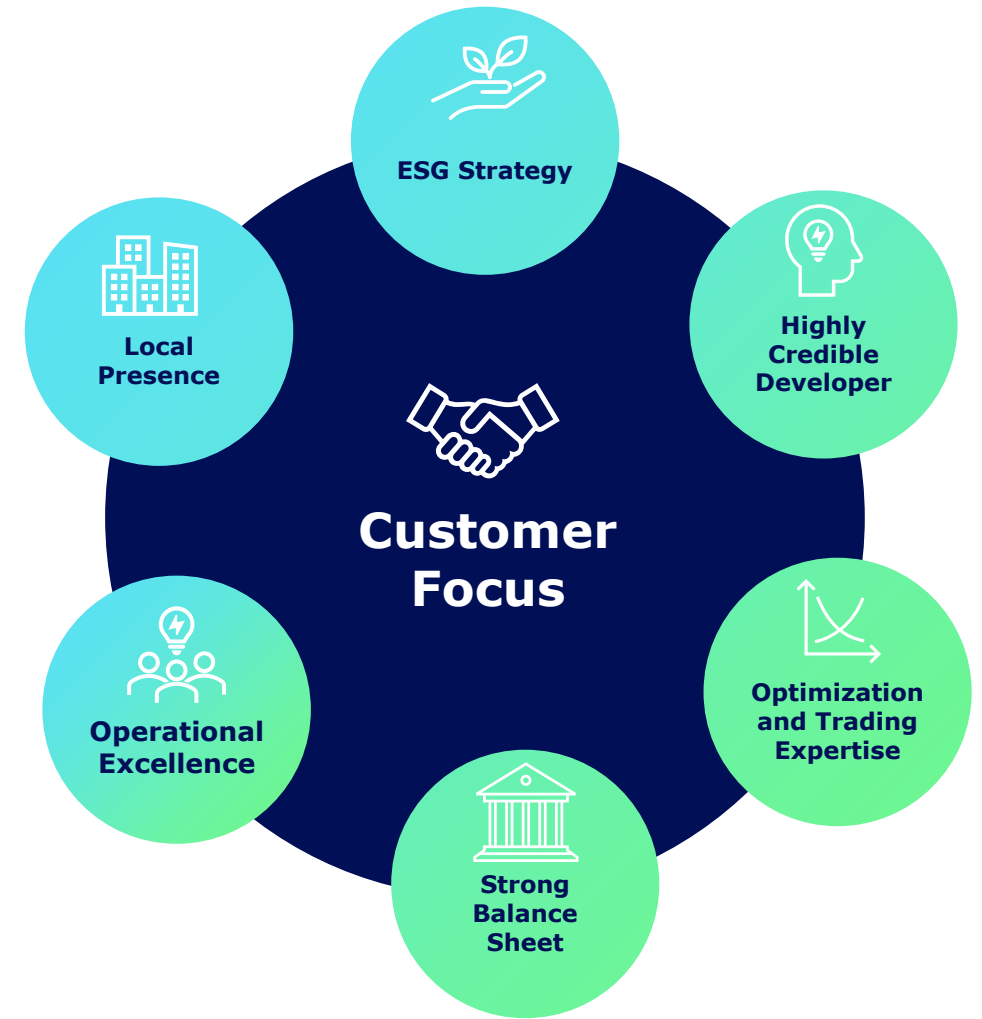 ESG Strategy
Highly
Credible
Developer
Local
Presence
Customer
Focus
Optimization
and Trading
Expertise
Operational
Excellence
Strong
Balance
Sheet